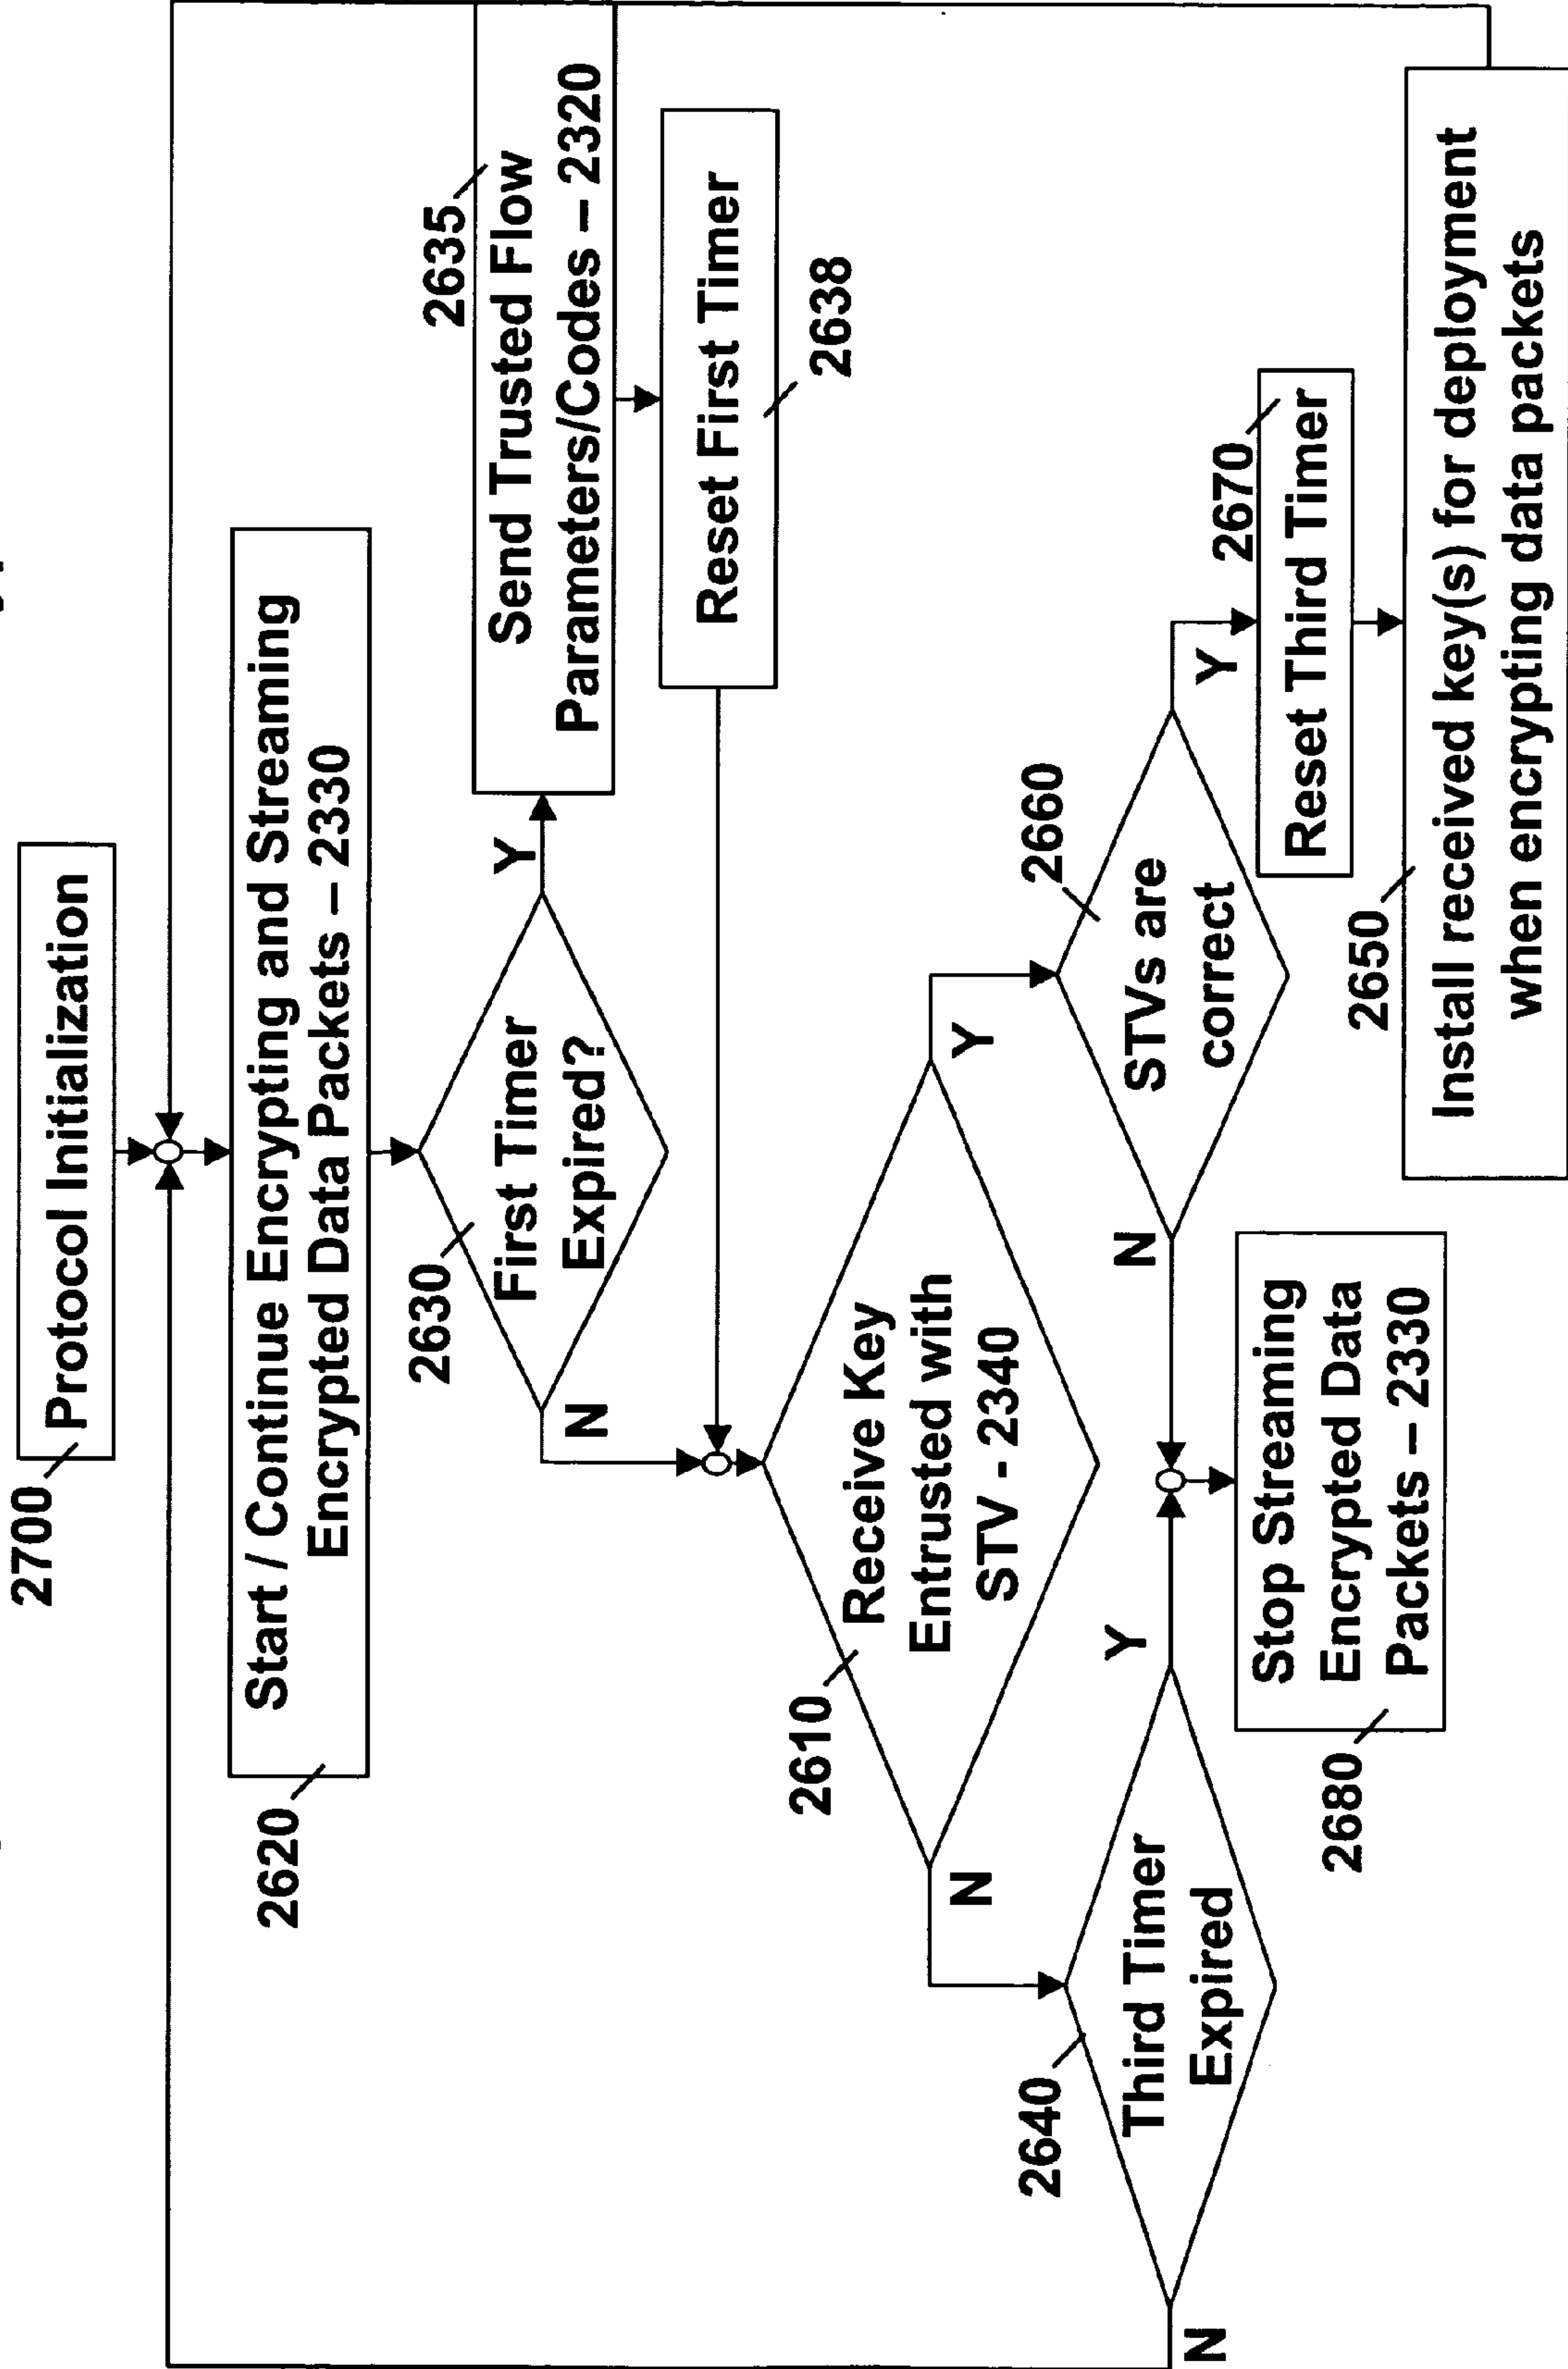 2700
Protocol Initialization
2620
Start / Continue Encrypting and Streaming
Encrypted Data Packets – 2330
2630
First Timer
Expired?
Y
N
2635
Send Trusted Flow
Parameters/Codes – 2320
Reset First Timer
2638
2610
Receive Key
Entrusted with
STV - 2340
N
Y
2640
Third Timer
Expired
N
Y
2660
STVs are
correct
N
Y
2670
Reset Third Timer
2680
Stop Streaming
Encrypted Data
Packets – 2330
2650
Install received key(s) for deployment
when encrypting data packets